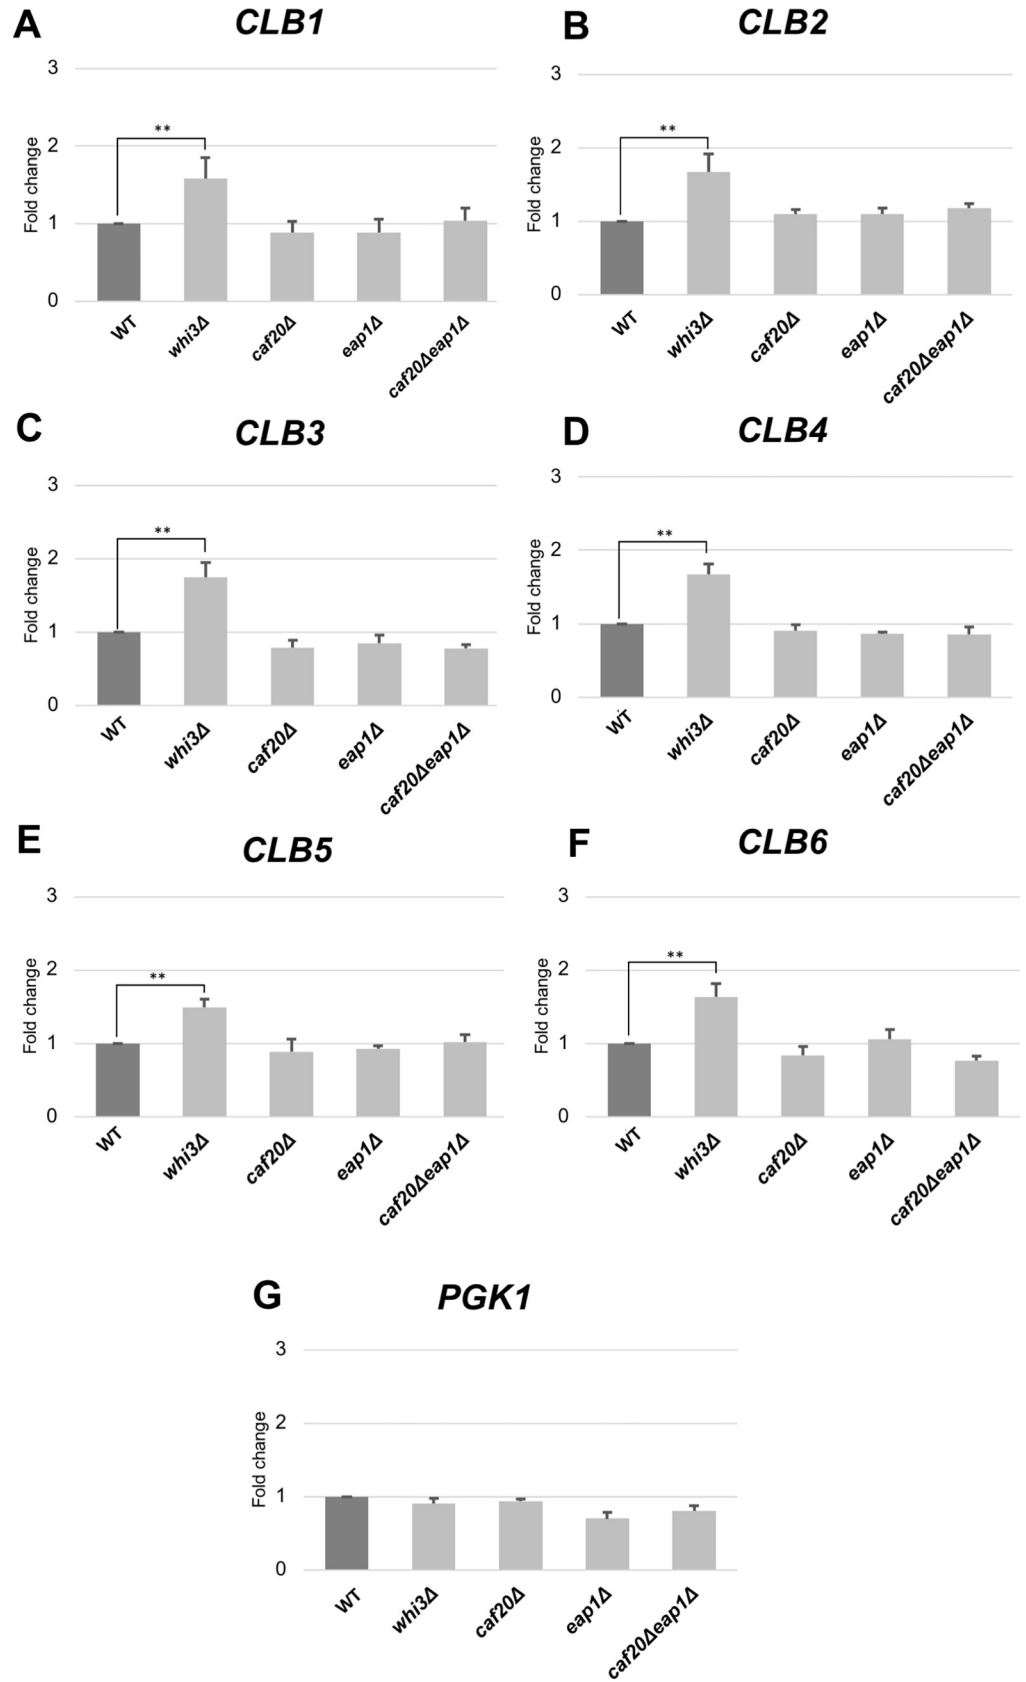 A
CLB1
3
2
1
0
Fold change
**
WT
whi3Δ
caf20Δ
eap1Δ
caf20Δeap1Δ
B
CLB2
3
2
1
0
Fold change
**
WT
whi3Δ
caf20Δ
eap1Δ
caf20Δeap1Δ
C
CLB3
3
2
1
0
Fold change
**
WT
whi3Δ
caf20Δ
eap1Δ
caf20Δeap1Δ
D
CLB4
3
2
1
0
Fold change
**
WT
whi3Δ
caf20Δ
eap1Δ
caf20Δeap1Δ
E
CLB5
3
2
1
0
Fold change
**
WT
whi3Δ
caf20Δ
eap1Δ
caf20Δeap1Δ
F
CLB6
3
2
1
0
Fold change
**
WT
whi3Δ
caf20Δ
eap1Δ
caf20Δeap1Δ
G
PGK1
3
2
1
0
Fold change
WT
whi3Δ
caf20Δ
eap1Δ
caf20Δeap1Δ